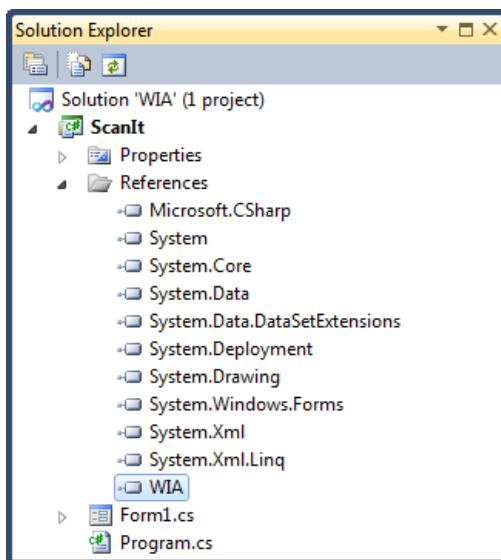 Solution Explorer
Solution 'WIA' (1 project)
ScanIt
Properties
References
Microsoft.CSharp
System
System.Core
System.Data
System.Data.DataSetExtensions
System.Deployment
System.Drawing
System.Windows.Forms
System.Xml
System.Xml.Linq
WIA
Form1.cs
Program.cs